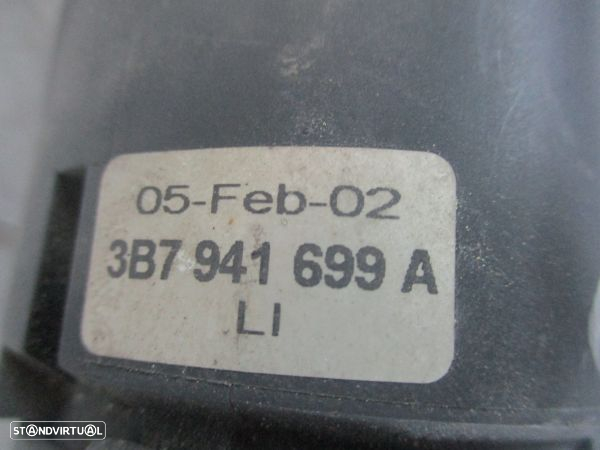 05-Feb-02
3B7 941 699 A
LI
STANDVIRTUAL